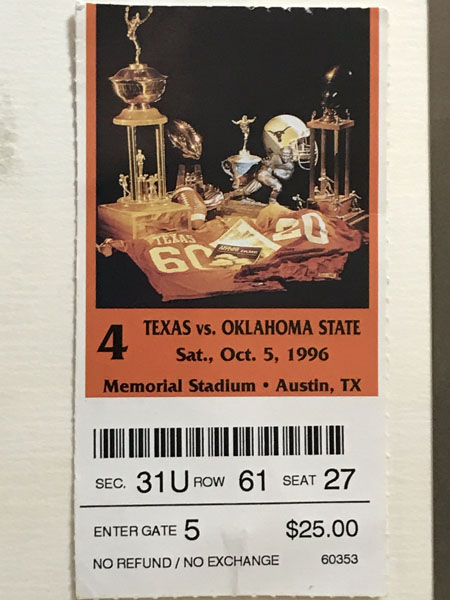 TEXAS
60
20
4
TEXAS vs. OKLAHOMA STATE
Sat., Oct. 5, 1996
Memorial Stadium • Austin, TX
SEC. 31U ROW 61 SEAT 27
ENTER GATE 5 $25.00
NO REFUND / NO EXCHANGE 60353